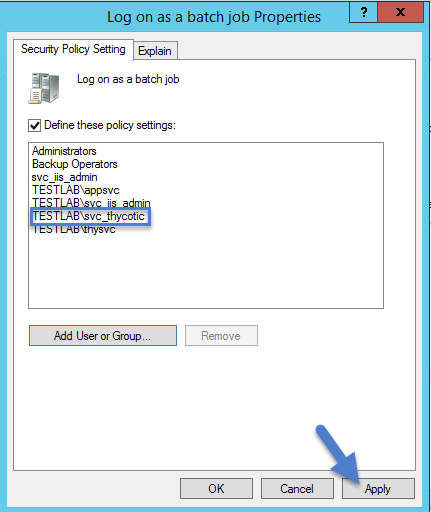 Log on as a batch job Properties
?
x
Security Policy Setting
Explain
Log on as a batch job
Define these policy settings:
Administrators
Backup Operators
svc_iis_admin
TESTLAB\appsvc
TESTLAB\svc_iis_admin
TESTLAB\svc_thycotic
TESTLAB\thysvc
Add User or Group...
Remove
OK
Cancel
Apply